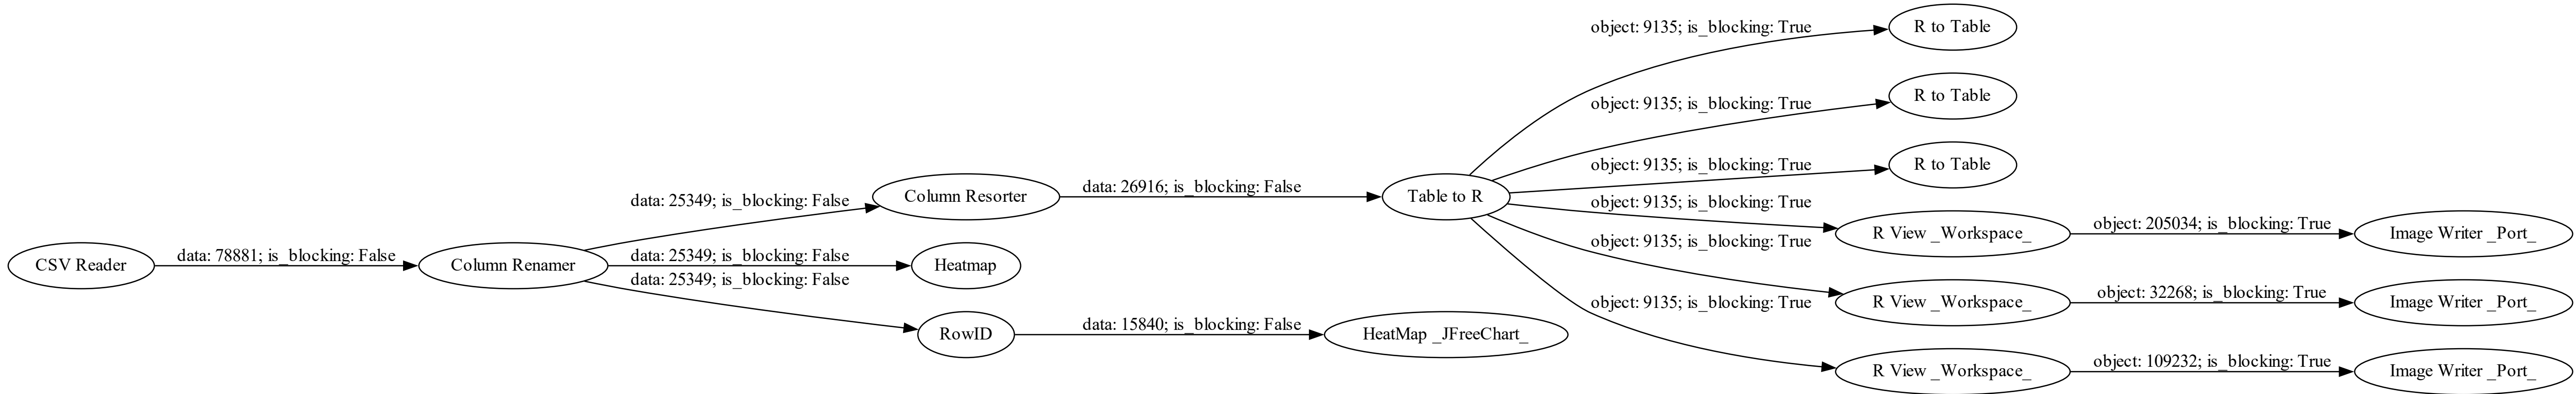 object: 9135; is_blocking: True
R to Table
object: 9135; is_blocking: True
R to Table
object: 9135; is_blocking: True
R to Table
data: 25349; is_blocking: False
Column Resorter
data: 26916; is_blocking: False
Table to R
object: 9135; is_blocking: True
R View _Workspace_
object: 205034; is_blocking: True
Image Writer _Port_
CSV Reader
data: 78881; is_blocking: False
Column Renamer
data: 25349; is_blocking: False
Heatmap
object: 9135; is_blocking: True
R View _Workspace_
object: 32268; is_blocking: True
Image Writer _Port_
data: 25349; is_blocking: False
RowID
data: 15840; is_blocking: False
HeatMap _JFreeChart_
object: 9135; is_blocking: True
R View _Workspace_
object: 109232; is_blocking: True
Image Writer _Port_